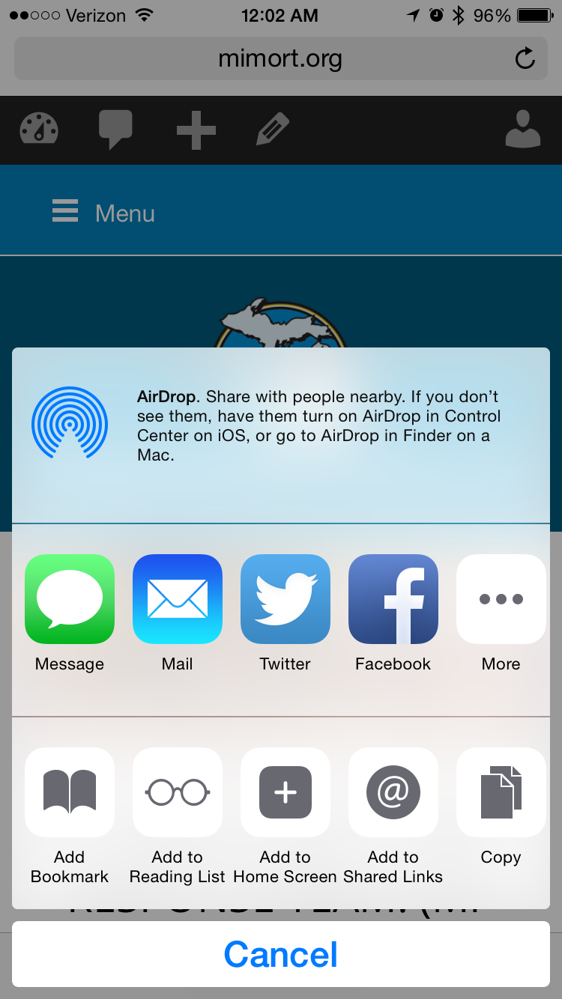 Verizon 12:02 AM 96%
mimort.org
Menu
AirDrop. Share with people nearby. If you don’t
see them, have them turn on AirDrop in Control
Center on iOS, or go to AirDrop in Finder on a
Mac.
Message Mail Twitter Facebook More
Add Bookmark
Add to Reading List
Add to Home Screen
Add to Shared Links
Copy
Cancel